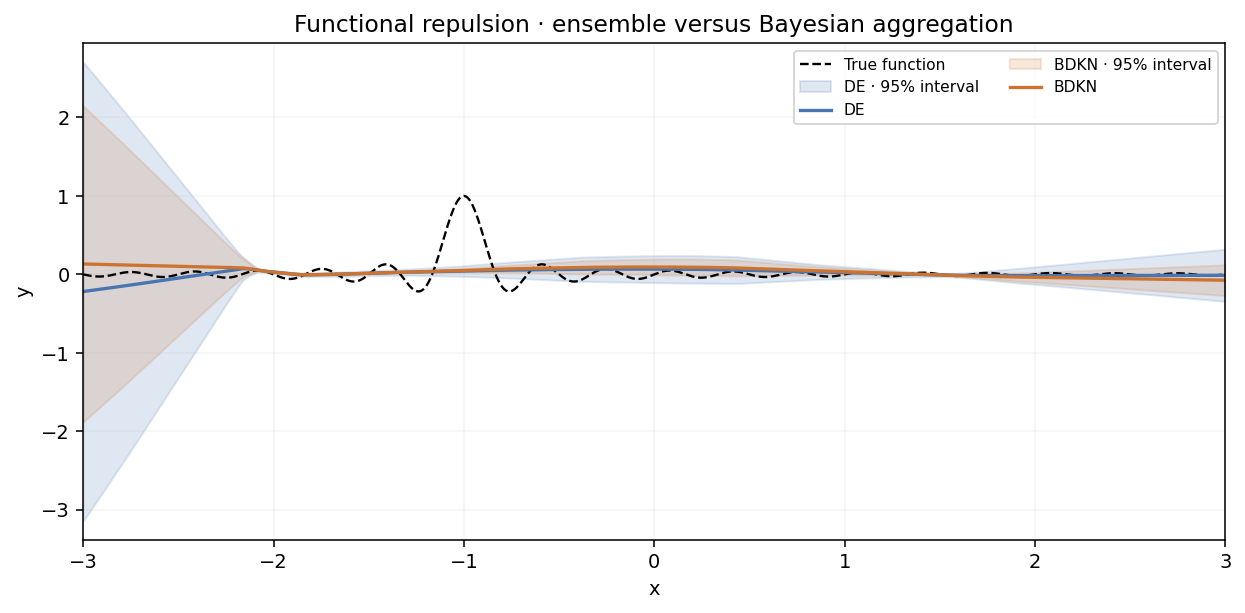 Functional repulsion · ensemble versus Bayesian aggregation
True function
DE · 95% interval
DE
BDKN · 95% interval
BDKN
y
2
1
0
−1
−2
−3
−3 −2 −1 0 1 2 3
x